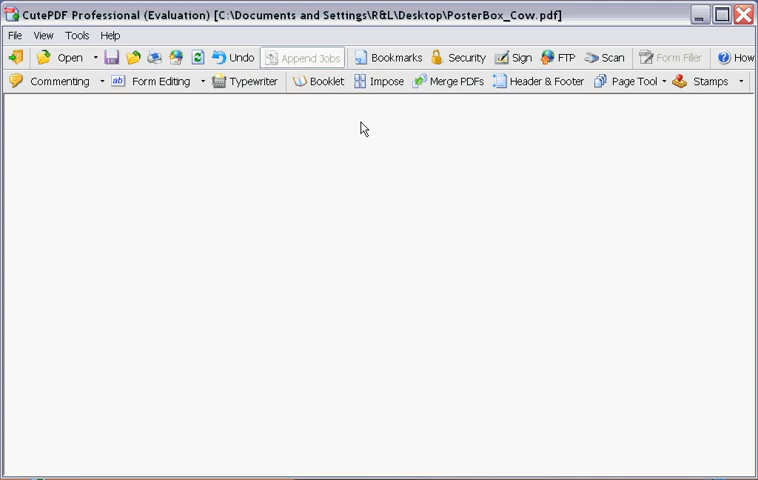 CutePDF Professional (Evaluation) [C:\Documents and Settings\R&L\Desktop\PosterBox_Cow.pdf]
File View Tools Help
Open Undo Append Jobs Bookmarks Security Sign FTP Scan Form Filler ? How
Commenting ab Form Editing Typewriter Booklet Impose Merge PDFs Header & Footer Page Tool Stamps